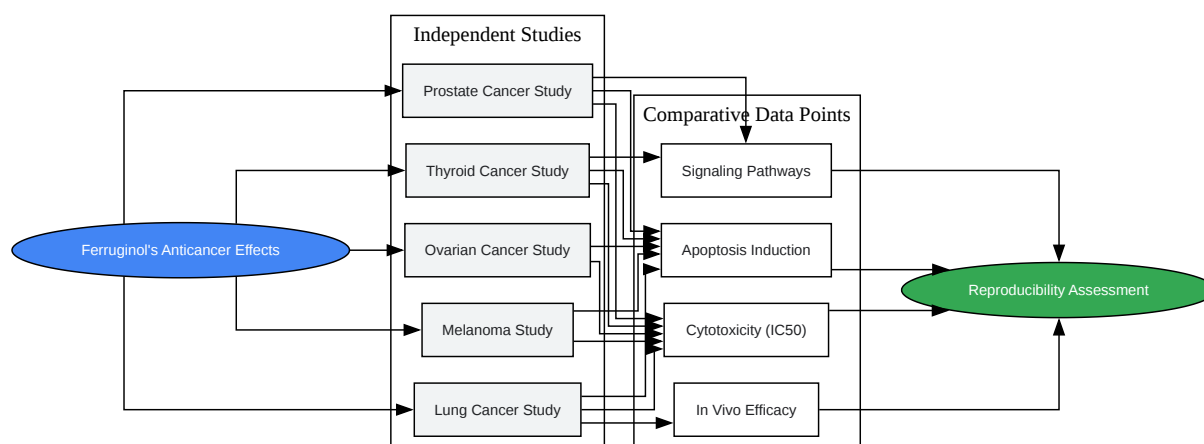 Independent Studies
Prostate Cancer Study
Comparative Data Points
Thyroid Cancer Study
Signaling Pathways
Ferruginol's Anticancer Effects
Ovarian Cancer Study
Apoptosis Induction
Reproducibility Assessment
Melanoma Study
Cytotoxicity (IC50)
Lung Cancer Study
In Vivo Efficacy